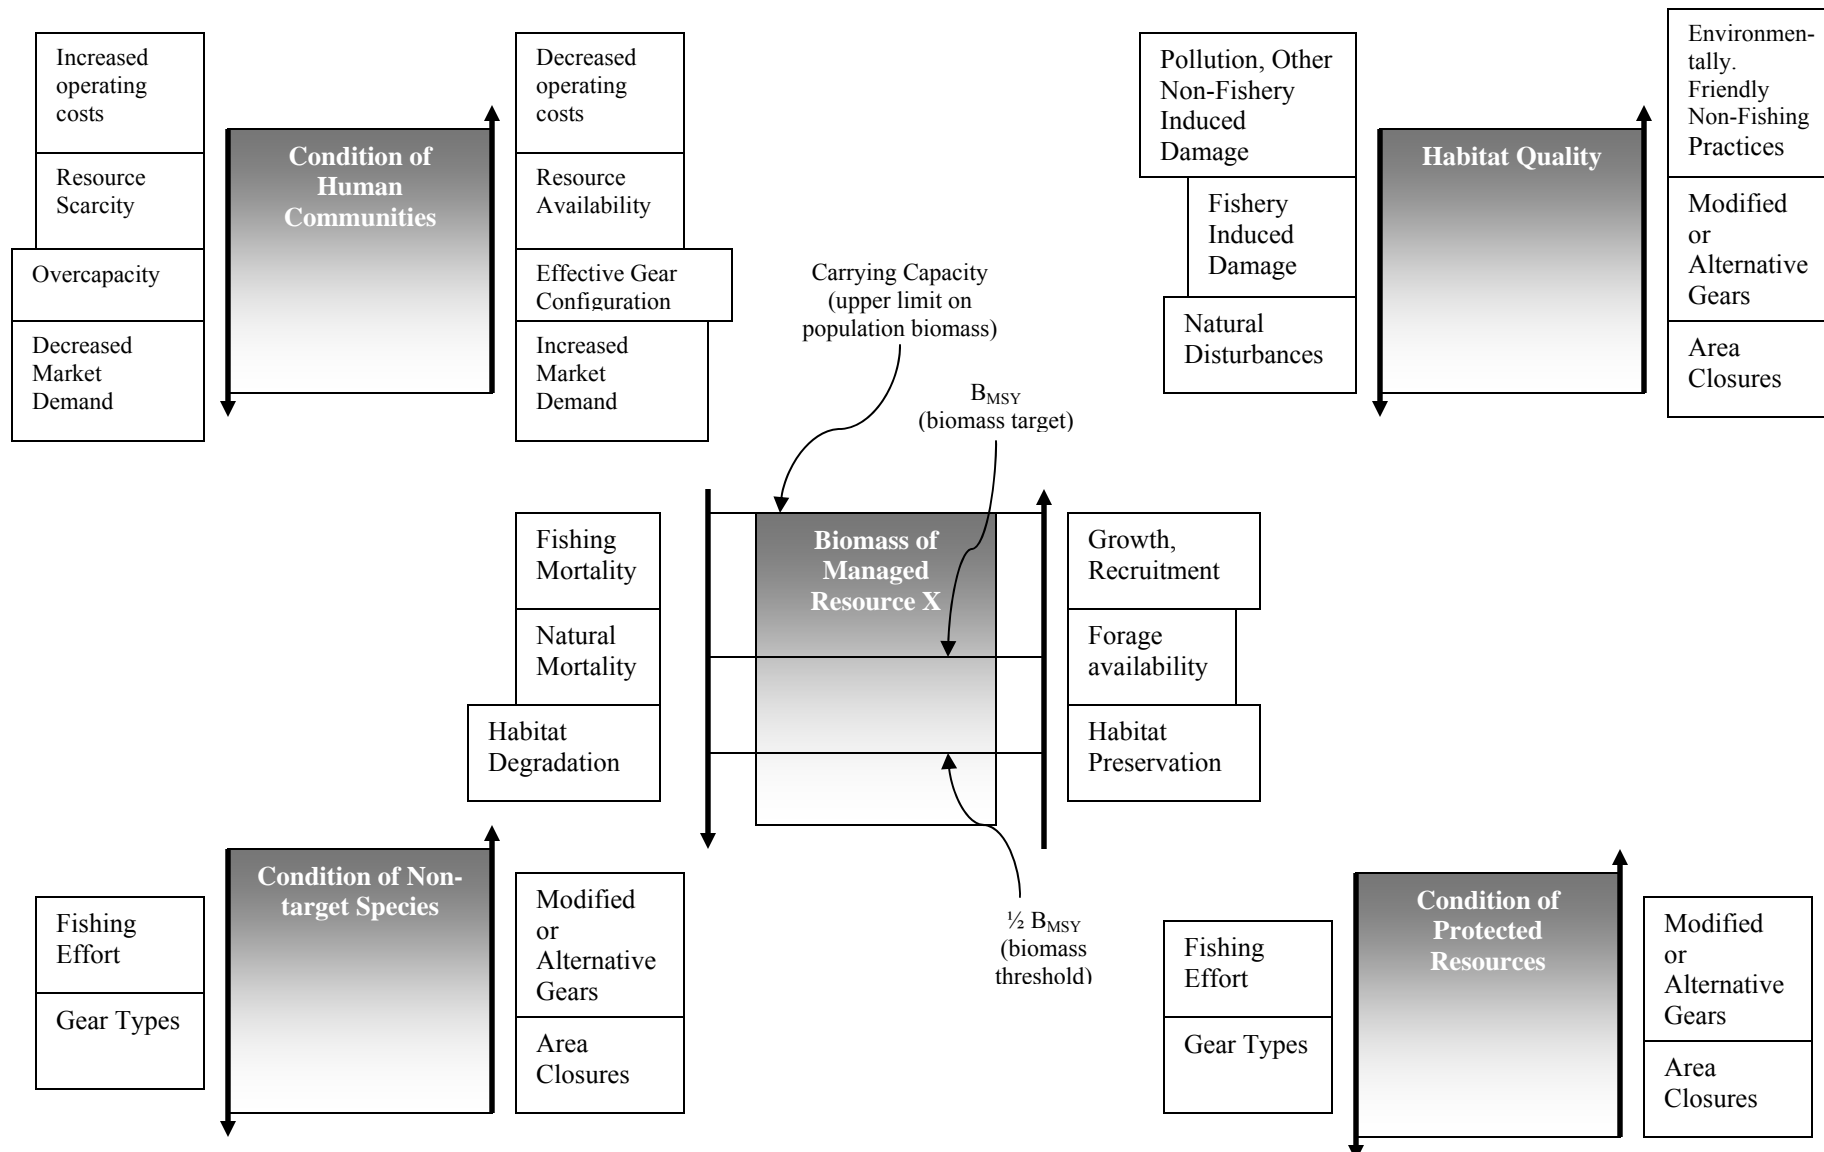 Increased
operating
costs
Resource
Scarcity
Overcapacity
Decreased
Market
Demand
Condition of
Human
Communities
Decreased
operating
costs
Resource
Availability
Effective Gear
Configuration
Increased
Market
Demand
Pollution, Other
Non-Fishery
Induced
Damage
Fishery
Induced
Damage
Natural
Disturbances
Habitat Quality
Environmen-
tally.
Friendly
Non-Fishing
Practices
Modified
or
Alternative
Gears
Area
Closures
Carrying Capacity
(upper limit on
population biomass)
BMSY
(biomass target)
Fishing
Mortality
Natural
Mortality
Habitat
Degradation
Biomass of
Managed
Resource X
Growth,
Recruitment
Forage
availability
Habitat
Preservation
½ BMSY
(biomass
threshold)
Fishing
Effort
Gear Types
Condition of Non-
target Species
Modified
or
Alternative
Gears
Area
Closures
Fishing
Effort
Gear Types
Condition of
Protected
Resources
Modified
or
Alternative
Gears
Area
Closures